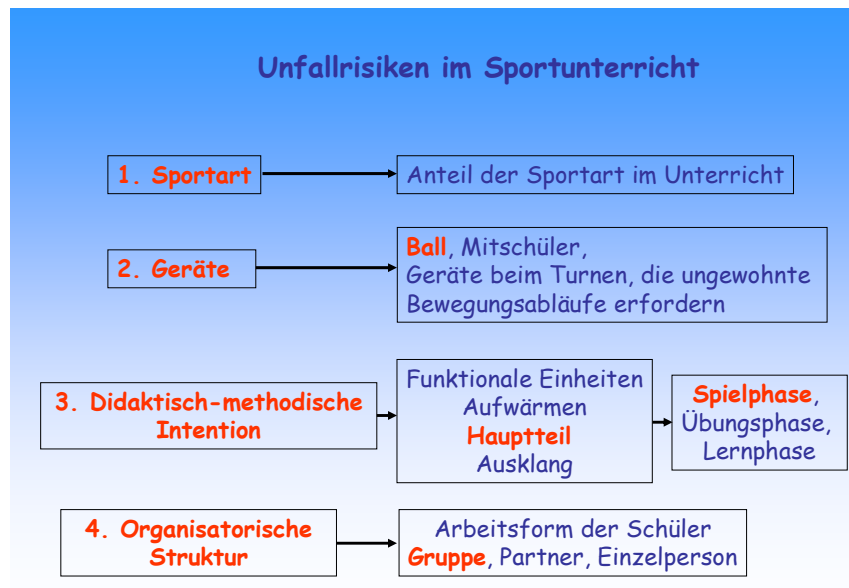 Unfallrisiken im Sportunterricht
1. Sportart
Anteil der Sportart im Unterricht
2. Geräte
Ball, Mitschüler,
Geräte beim Turnen, die ungewohnte
Bewegungsabläufe erfordern
3. Didaktisch-methodische
Intention
Funktionale Einheiten
Aufwärmen
Hauptteil
Ausklang
Spielphase,
Übungsphase,
Lernphase
4. Organisatorische
Struktur
Arbeitsform der Schüler
Gruppe, Partner, Einzelperson